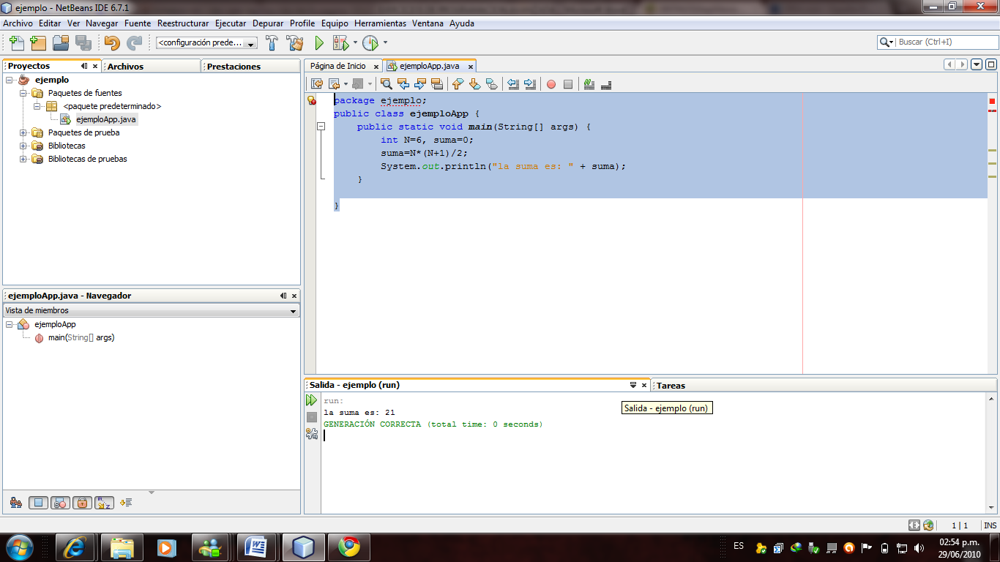 ejemplo - NetBeans IDE 6.7.1
Archivo Editar Ver Navegar Fuente Reestructurar Ejecutar Depurar Profile Equipo Herramientas Ventana Ayuda
<configuración prede...
Buscar (Ctrl+I)
Proyectos Archivos Prestaciones
ejemplo
Paquetes de fuentes
<paquete predeterminado>
ejemploApp.java
Paquetes de prueba
Bibliotecas
Bibliotecas de pruebas
Página de Inicio ejemploApp.java
package ejemplo;
public class ejemploApp {
public static void main(String[] args) {
int N=6, suma=0;
suma=N*(N+1)/2;
System.out.println("la suma es: " + suma);
}
}
ejemploApp.java - Navegador
Vista de miembros
ejemploApp
main(String[] args)
Salida - ejemplo (run) Tareas
run:
la suma es: 21
GENERACIÓN CORRECTA (total time: 0 seconds)
Salida - ejemplo (run)
1 | 1 INS
ES
02:54 p.m.
29/06/2010